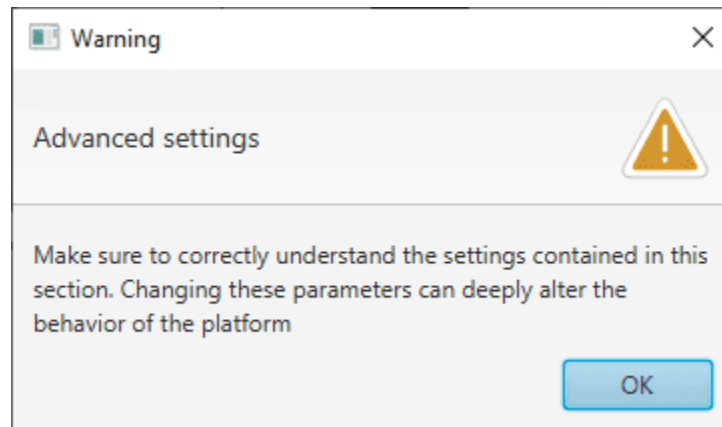 Warning
Advanced settings
Make sure to correctly understand the settings contained in this
section. Changing these parameters can deeply alter the
behavior of the platform
OK